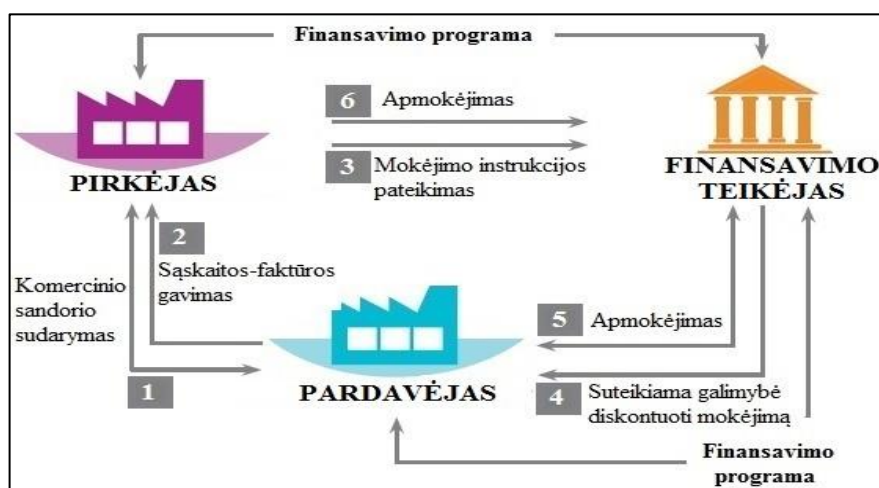 Finansavimo programa
6 Apmokėjimas
3 Mokėjimo instrukcijos
pateikimas
PIRKĖJAS
FINANSAVIMO
TEIKĖJAS
2
Sąskaitos-faktūros
gavimas
Komercinio
sandorio
sudarymas
1
5 Apmokėjimas
PARDAVĖJAS
4 Suteikiama galimybė
diskontuoti mokėjimą
Finansavimo
programa